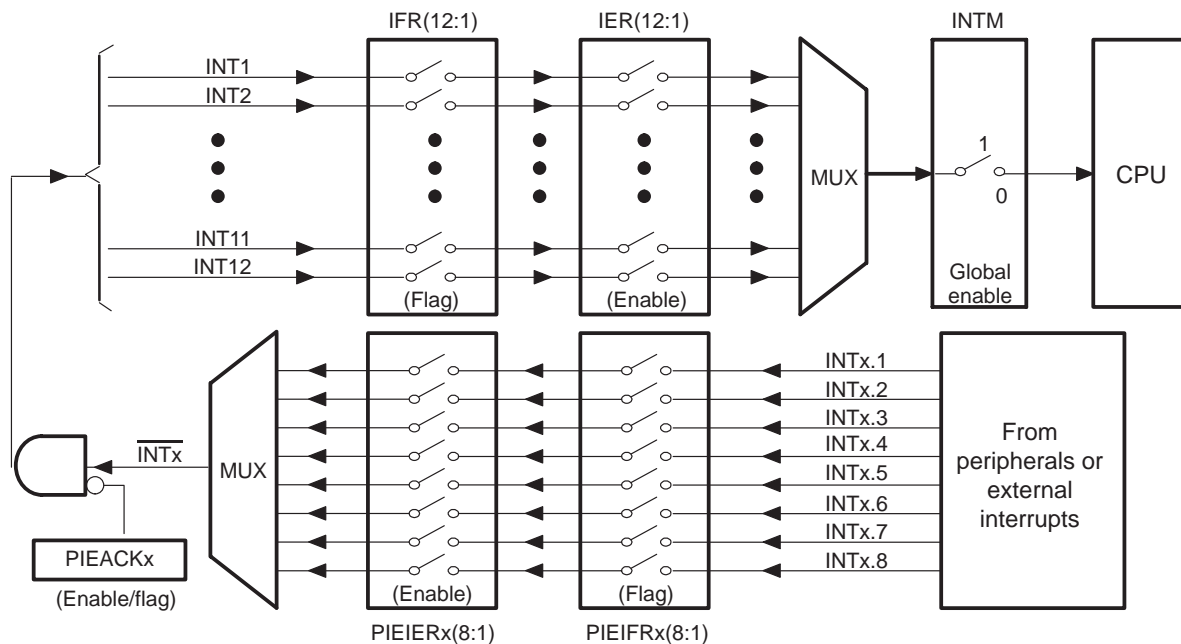 IFR(12:1)
IER(12:1)
INTM
INT1
INT2
INT11
INT12
(Flag)
(Enable)
MUX
1
0
Global
enable
CPU
INTx
MUX
PIEACKx
(Enable/flag)
(Enable)
PIEIERx(8:1)
(Flag)
PIEIFRx(8:1)
INTx.1
INTx.2
INTx.3
INTx.4
INTx.5
INTx.6
INTx.7
INTx.8
From
peripherals or
external
interrupts